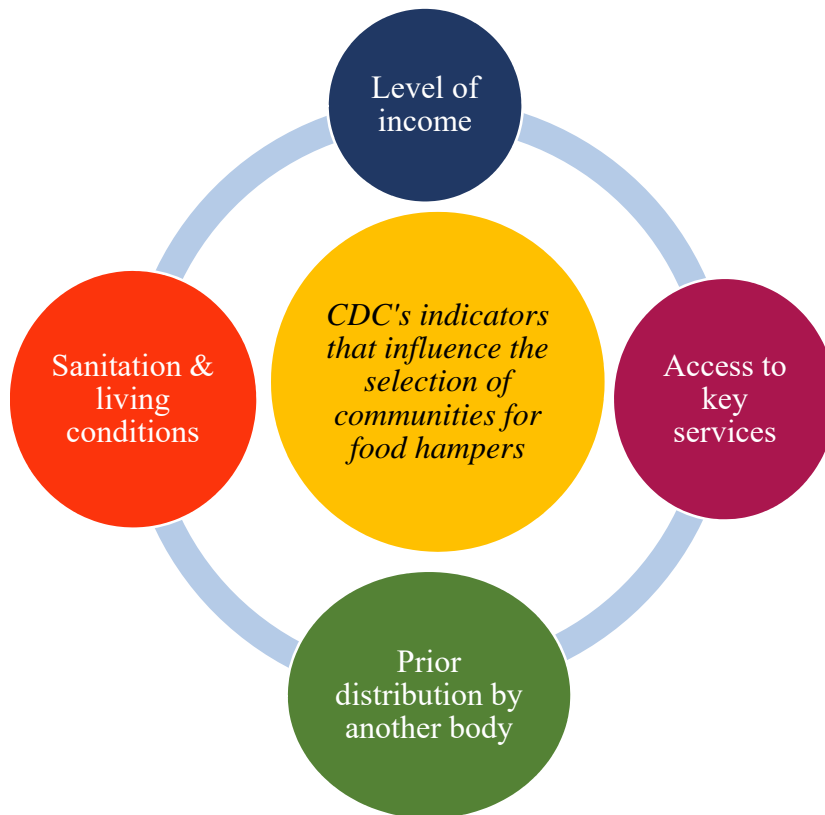 Level of
income
CDC's indicators
that influence the
selection of
communities for
food hampers
Sanitation &
living
conditions
Access to
key
services
Prior
distribution by
another body